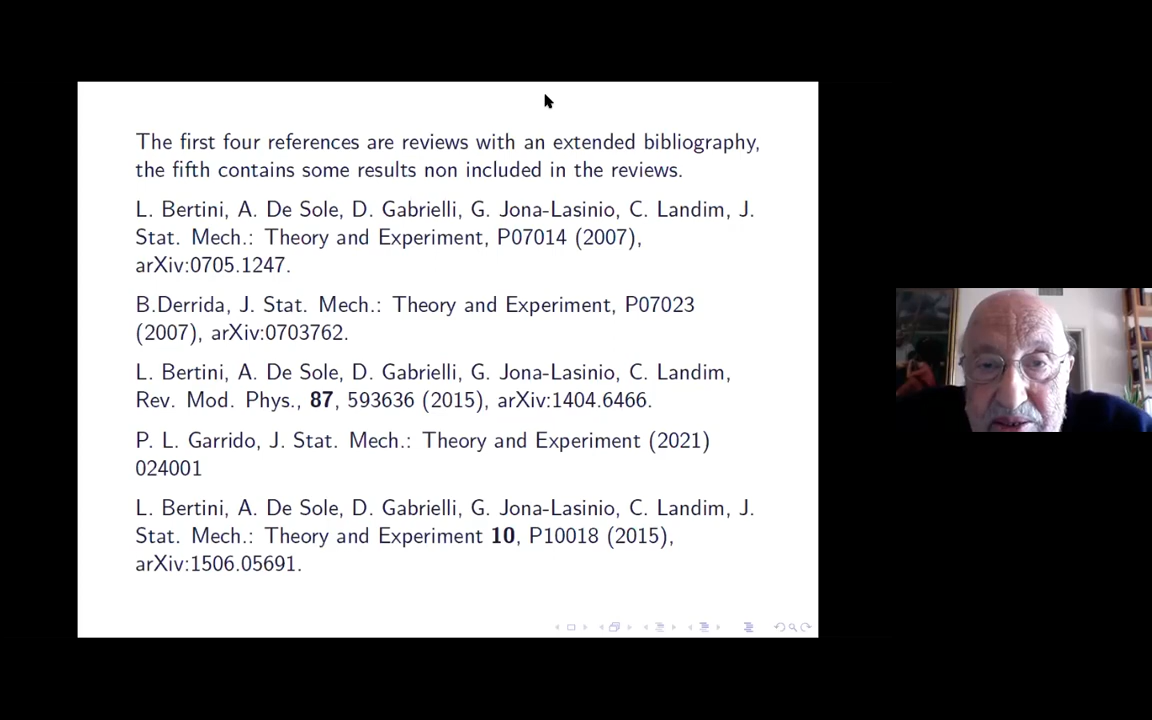 The first four references are reviews with an extended bibliography,
the fifth contains some results non included in the reviews.
L. Bertini, A. De Sole, D. Gabrielli, G. Jona-Lasinio, C. Landim, J.
Stat. Mech.: Theory and Experiment, P07014 (2007),
arXiv:0705.1247.
B.Derrida, J. Stat. Mech.: Theory and Experiment, P07023
(2007), arXiv:0703762.
L. Bertini, A. De Sole, D. Gabrielli, G. Jona-Lasinio, C. Landim,
Rev. Mod. Phys., 87, 593636 (2015), arXiv:1404.6466.
P. L. Garrido, J. Stat. Mech.: Theory and Experiment (2021)
024001
L. Bertini, A. De Sole, D. Gabrielli, G. Jona-Lasinio, C. Landim, J.
Stat. Mech.: Theory and Experiment 10, P10018 (2015),
arXiv:1506.05691.